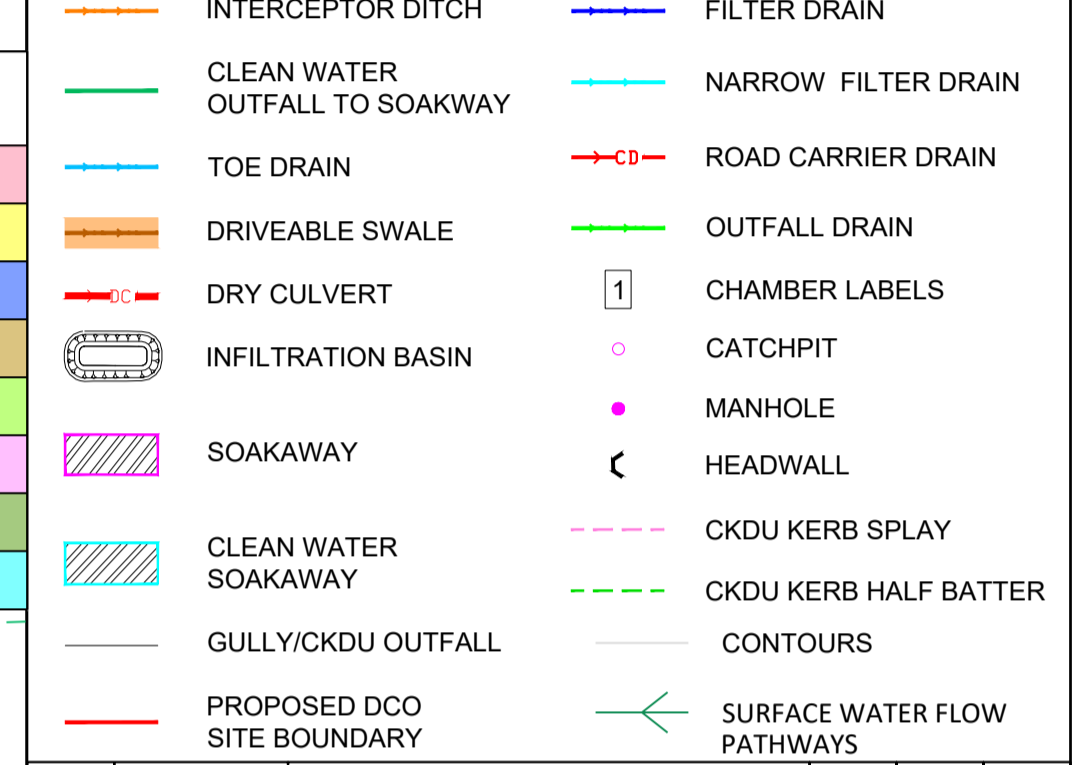 INTERCEPTOR DITCH
CLEAN WATER
OUTFALL TO SOAKWAY
TOE DRAIN
DRIVEABLE SWALE
DC
DRY CULVERT
INFILTRATION BASIN
SOAKAWAY
CLEAN WATER
SOAKAWAY
GULLY/CKDU OUTFALL
PROPOSED DCO
SITE BOUNDARY
FILTER DRAIN
NARROW FILTER DRAIN
CD
ROAD CARRIER DRAIN
OUTFALL DRAIN
1
CHAMBER LABELS
CATCHPIT
MANHOLE
HEADWALL
CKDU KERB SPLAY
CKDU KERB HALF BATTER
CONTOURS
SURFACE WATER FLOW
PATHWAYS